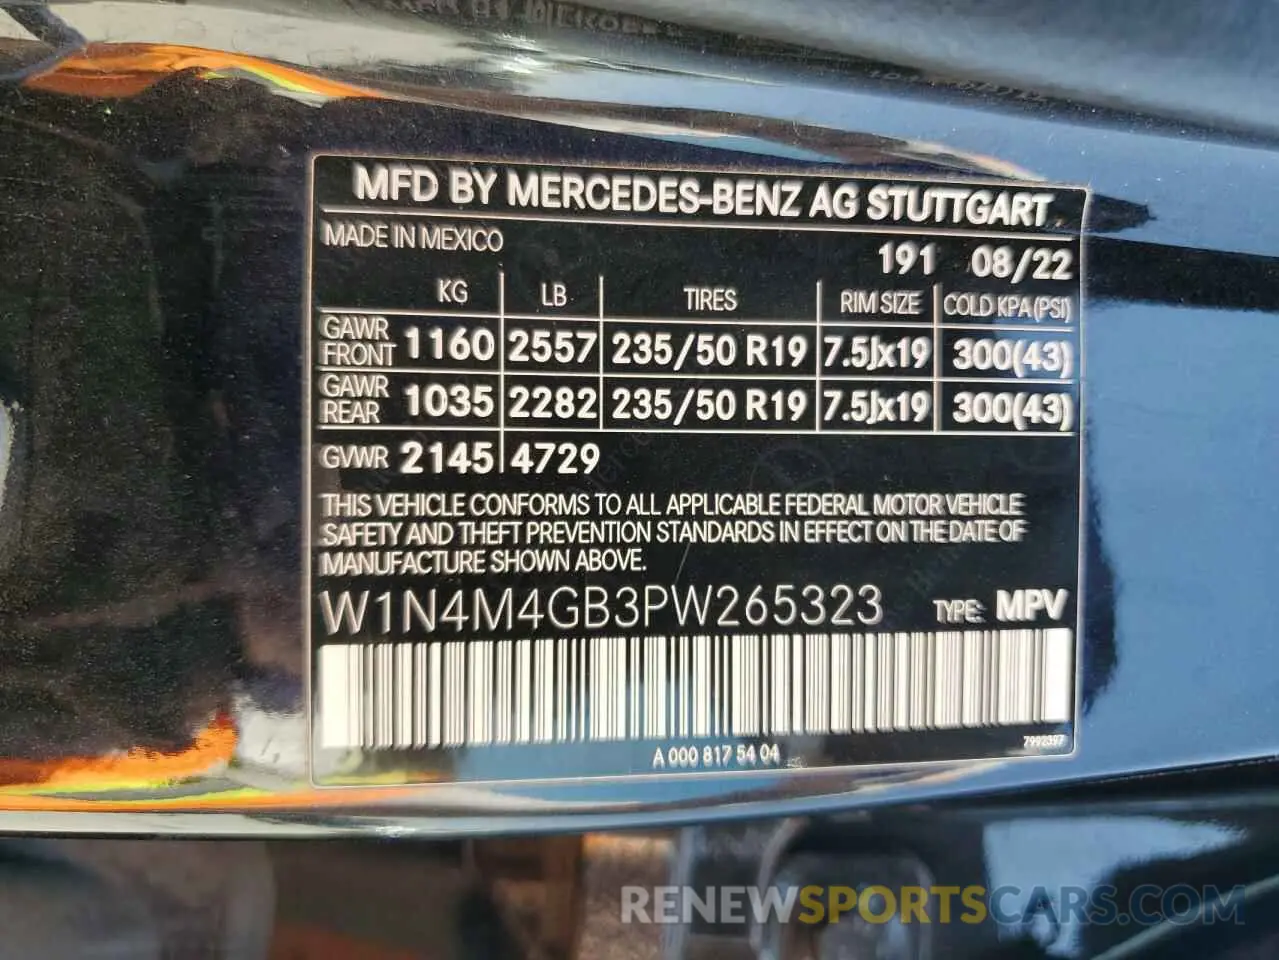 MFD BY MERCEDES-BENZ AG STUTTGART
MADE IN MEXICO
191 08/22
KG LB TIRES RIM SIZE COLD KPA (PSI)
GAWR FRONT 1160 2557 235/50 R19 7.5Jx19 300(43)
GAWR REAR 1035 2282 235/50 R19 7.5Jx19 300(43)
GVWR 2145 4729
THIS VEHICLE CONFORMS TO ALL APPLICABLE FEDERAL MOTOR VEHICLE
SAFETY AND THEFT PREVENTION STANDARDS IN EFFECT ON THE DATE OF
MANUFACTURE SHOWN ABOVE.
W1N4M4GB3PW265323 TYPE: MPV
A 000 817 54 04
7992397
RENEWSPORTSCARS.COM